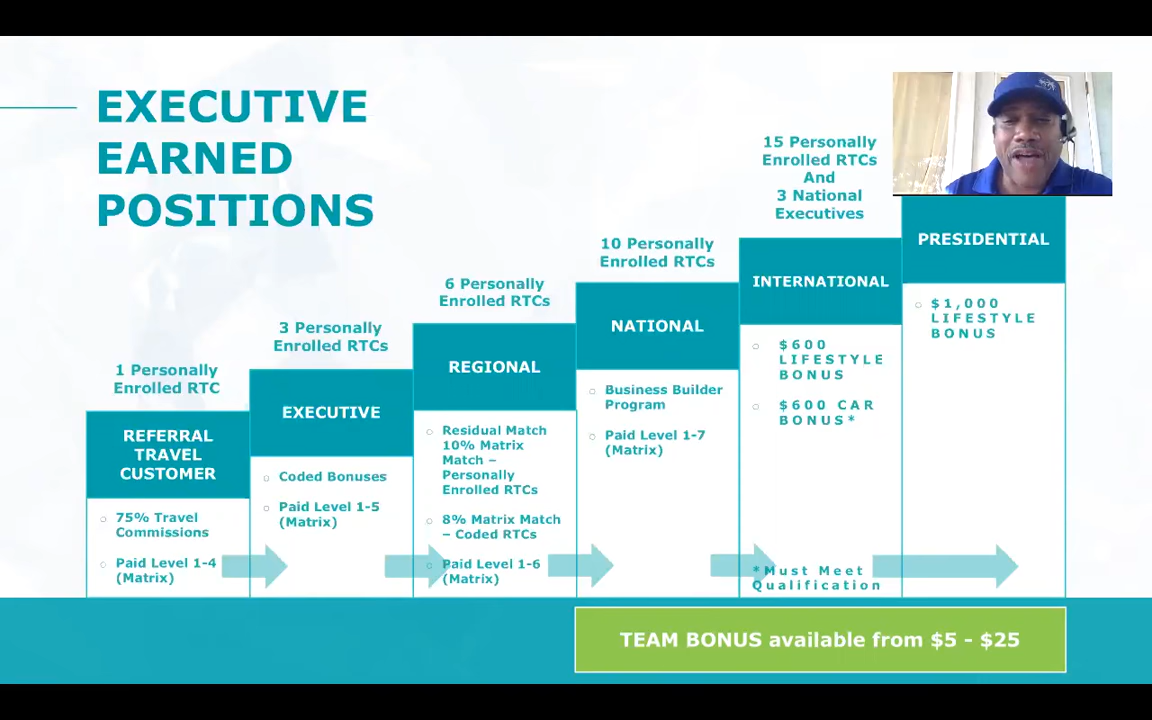 EXECUTIVE
EARNED
POSITIONS
1 Personally
Enrolled RTC
REFERRAL
TRAVEL
CUSTOMER
○ 75% Travel
Commissions
○ Paid Level 1-4
(Matrix)
3 Personally
Enrolled RTCs
EXECUTIVE
○ Coded Bonuses
○ Paid Level 1-5
(Matrix)
6 Personally
Enrolled RTCs
REGIONAL
○ Residual Match
10% Matrix
Match –
Personally
Enrolled RTCs
○ 8% Matrix Match
– Coded RTCs
○ Paid Level 1-6
(Matrix)
10 Personally
Enrolled RTCs
NATIONAL
○ Business Builder
Program
○ Paid Level 1-7
(Matrix)
15 Personally
Enrolled RTCs
And
3 National
Executives
INTERNATIONAL
○ $600
LIFESTYLE
BONUS
○ $600 CAR
BONUS*
*Must Meet
Qualification
PRESIDENTIAL
○ $1,000
LIFESTYLE
BONUS
TEAM BONUS available from $5 - $25